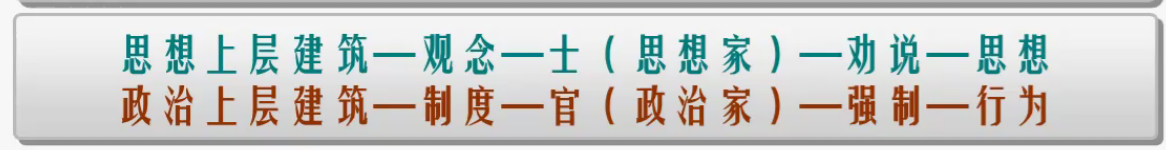 思想上层建筑—观念—士（思想家）—劝说—思想
政治上层建筑—制度—官（政治家）—强制—行为